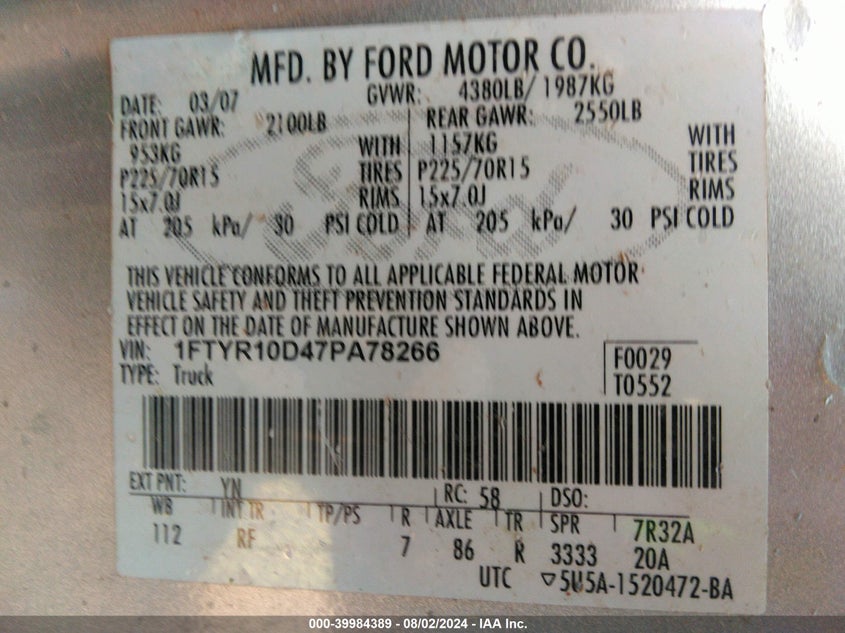 MFD. BY FORD MOTOR CO.
DATE: 03/07 GVWR: 4380LB/ 1987KG
FRONT GAWR: 2100LB REAR GAWR: 2550LB
953KG WITH 1157KG WITH
P225/70R15 TIRES P225/70R15 TIRES
15x7.0J RIMS 15x7.0J RIMS
AT 205 kPa/ 30 PSI COLD AT 205 kPa/ 30 PSI COLD
Ford
THIS VEHICLE CONFORMS TO ALL APPLICABLE FEDERAL MOTOR
VEHICLE SAFETY AND THEFT PREVENTION STANDARDS IN
EFFECT ON THE DATE OF MANUFACTURE SHOWN ABOVE.
VIN: 1FTYR10D47PA78266 F0029
TYPE: Truck T0552
EXT PNT: YN RC: 58 DSO:
WB INT TR TP/PS R AXLE TR SPR 7R32A
112 RF 7 86 R 3333 20A
UTC ▽5U5A-1520472-BA
000-39984389 - 08/02/2024 - IAA Inc.